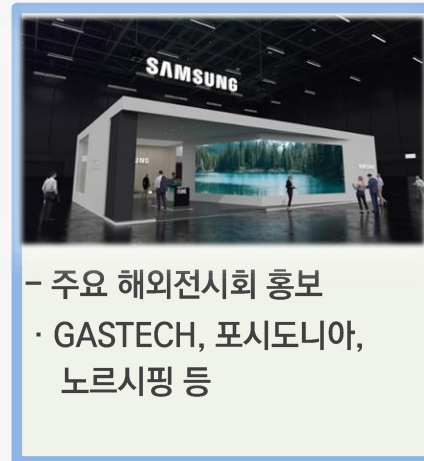 SAMSUNG
– 주요 해외전시회 홍보
· GASTECH, 포시도니아,
노르시핑 등